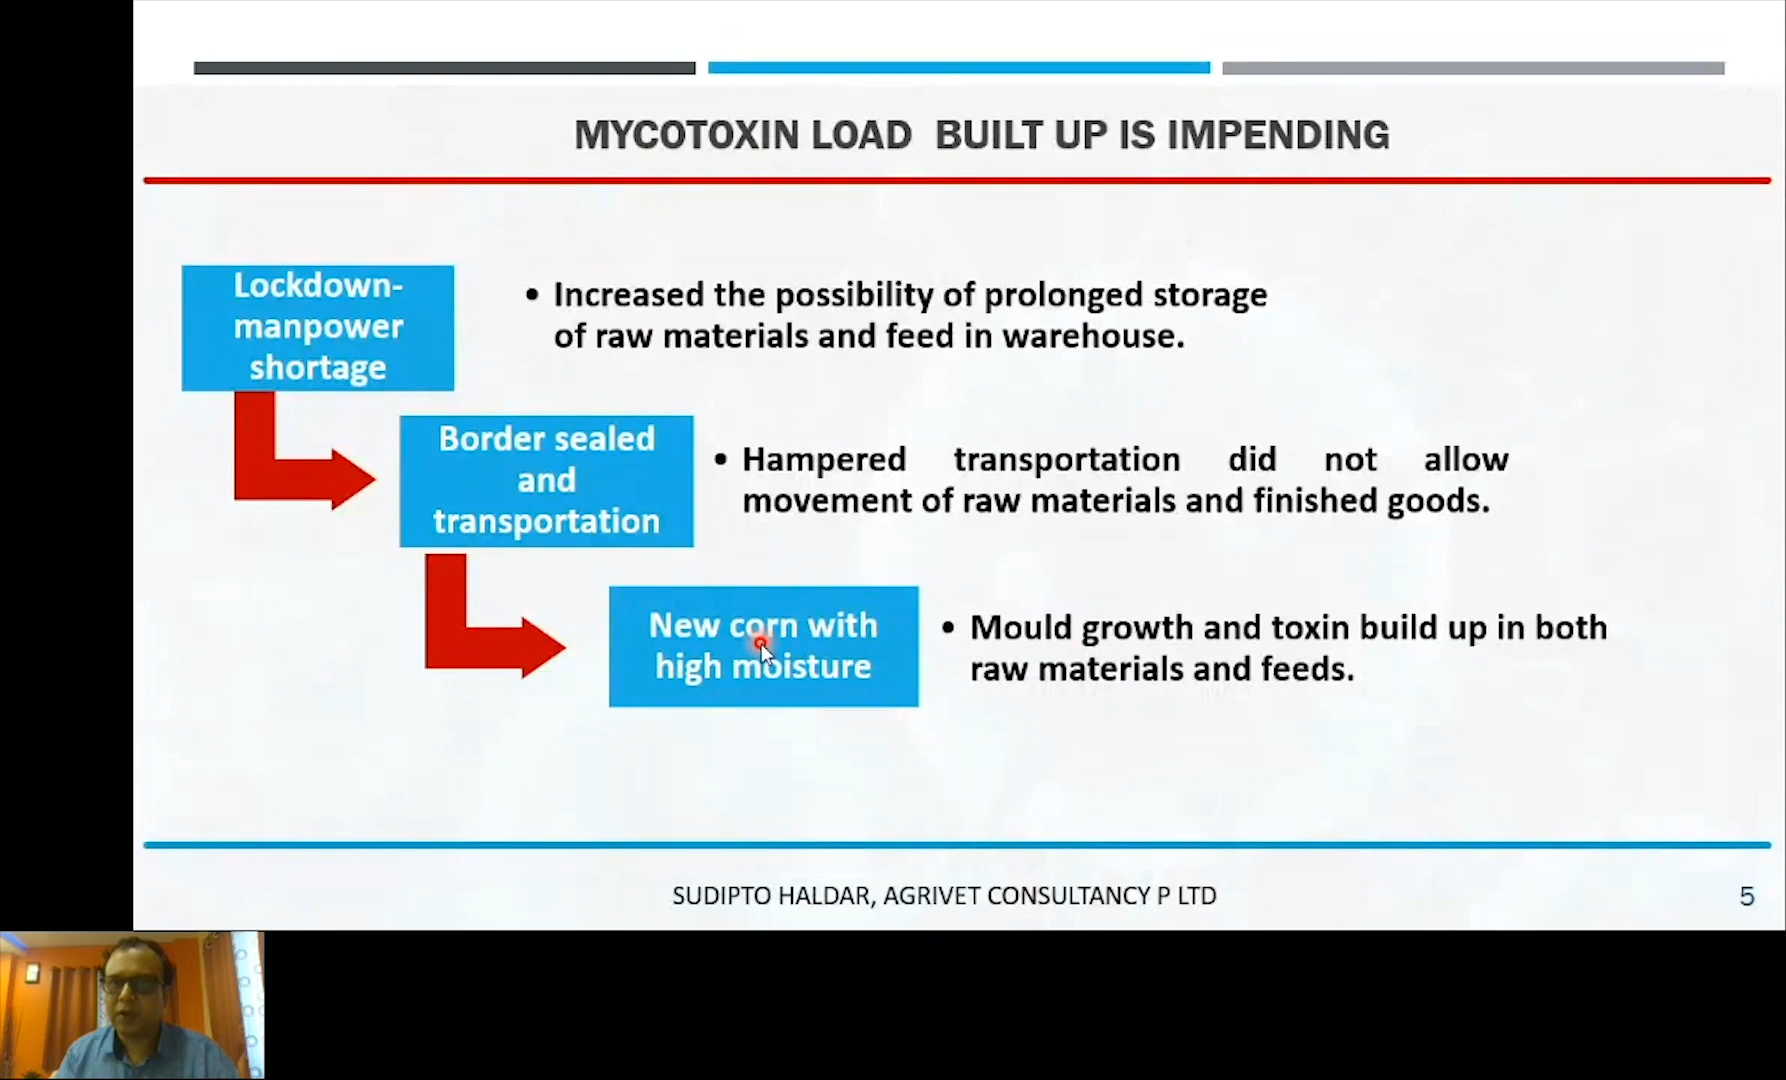 MYCOTOXIN LOAD BUILT UP IS IMPENDING
Lockdown-
manpower
shortage
• Increased the possibility of prolonged storage
of raw materials and feed in warehouse.
Border sealed
and
transportation
• Hampered transportation did not allow
movement of raw materials and finished goods.
New corn with
high moisture
• Mould growth and toxin build up in both
raw materials and feeds.
SUDIPTO HALDAR, AGRIVET CONSULTANCY P LTD
5